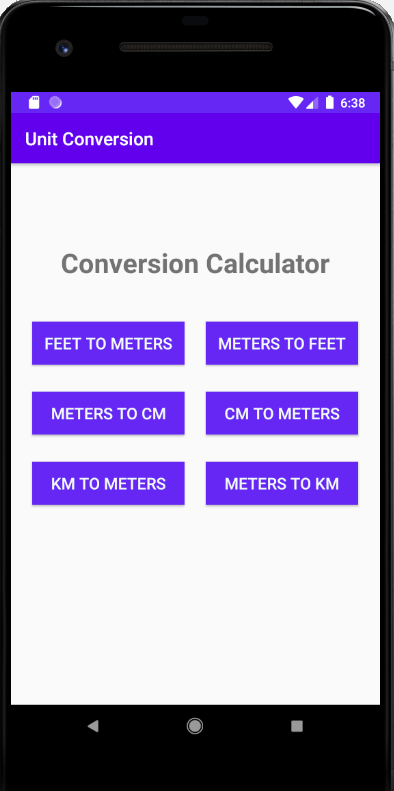 6:38
Unit Conversion
Conversion Calculator
FEET TO METERS
METERS TO FEET
METERS TO CM
CM TO METERS
KM TO METERS
METERS TO KM